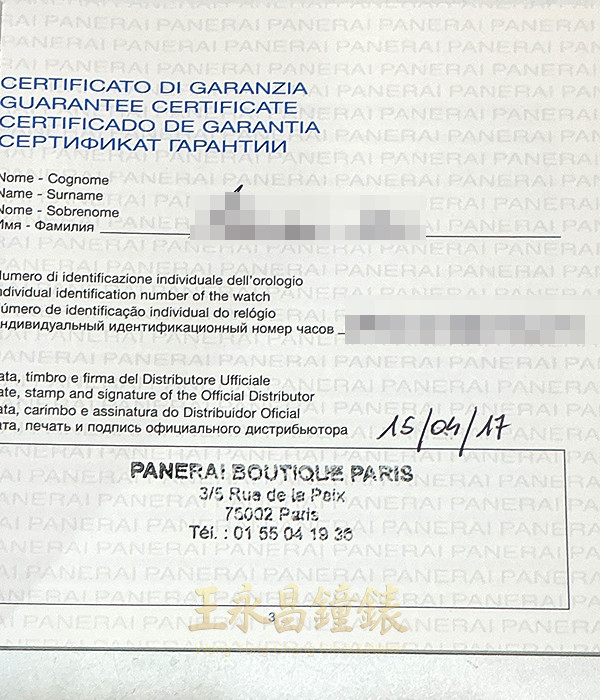 CERTIFICATO DI GARANZIA
GUARANTEE CERTIFICATE
CERTIFICADO DE GARANTIA
СЕРТИФИКАТ ГАРАНТИИ
Nome - Cognome
Name - Surname
Nome - Sobrenome
Имя - Фамилия
umero di identificazione individuale dell'orologio
ndividual identification number of the watch
úmero de identificação individual do relógio
ндивидуальный идентификационный номер часов
ata, timbro e firma del Distributore Ufficiale
ate, stamp and signature of the Official Distributor
ata, carimbo e assinatura do Distribuidor Oficial
ата, печать и подпись официального дистрибьютора
15/04/17
PANERAI BOUTIQUE PARIS
3/5 Rue de la Paix
75002 Paris
Tél. : 01 55 04 19 36
3
王永昌鐘錶